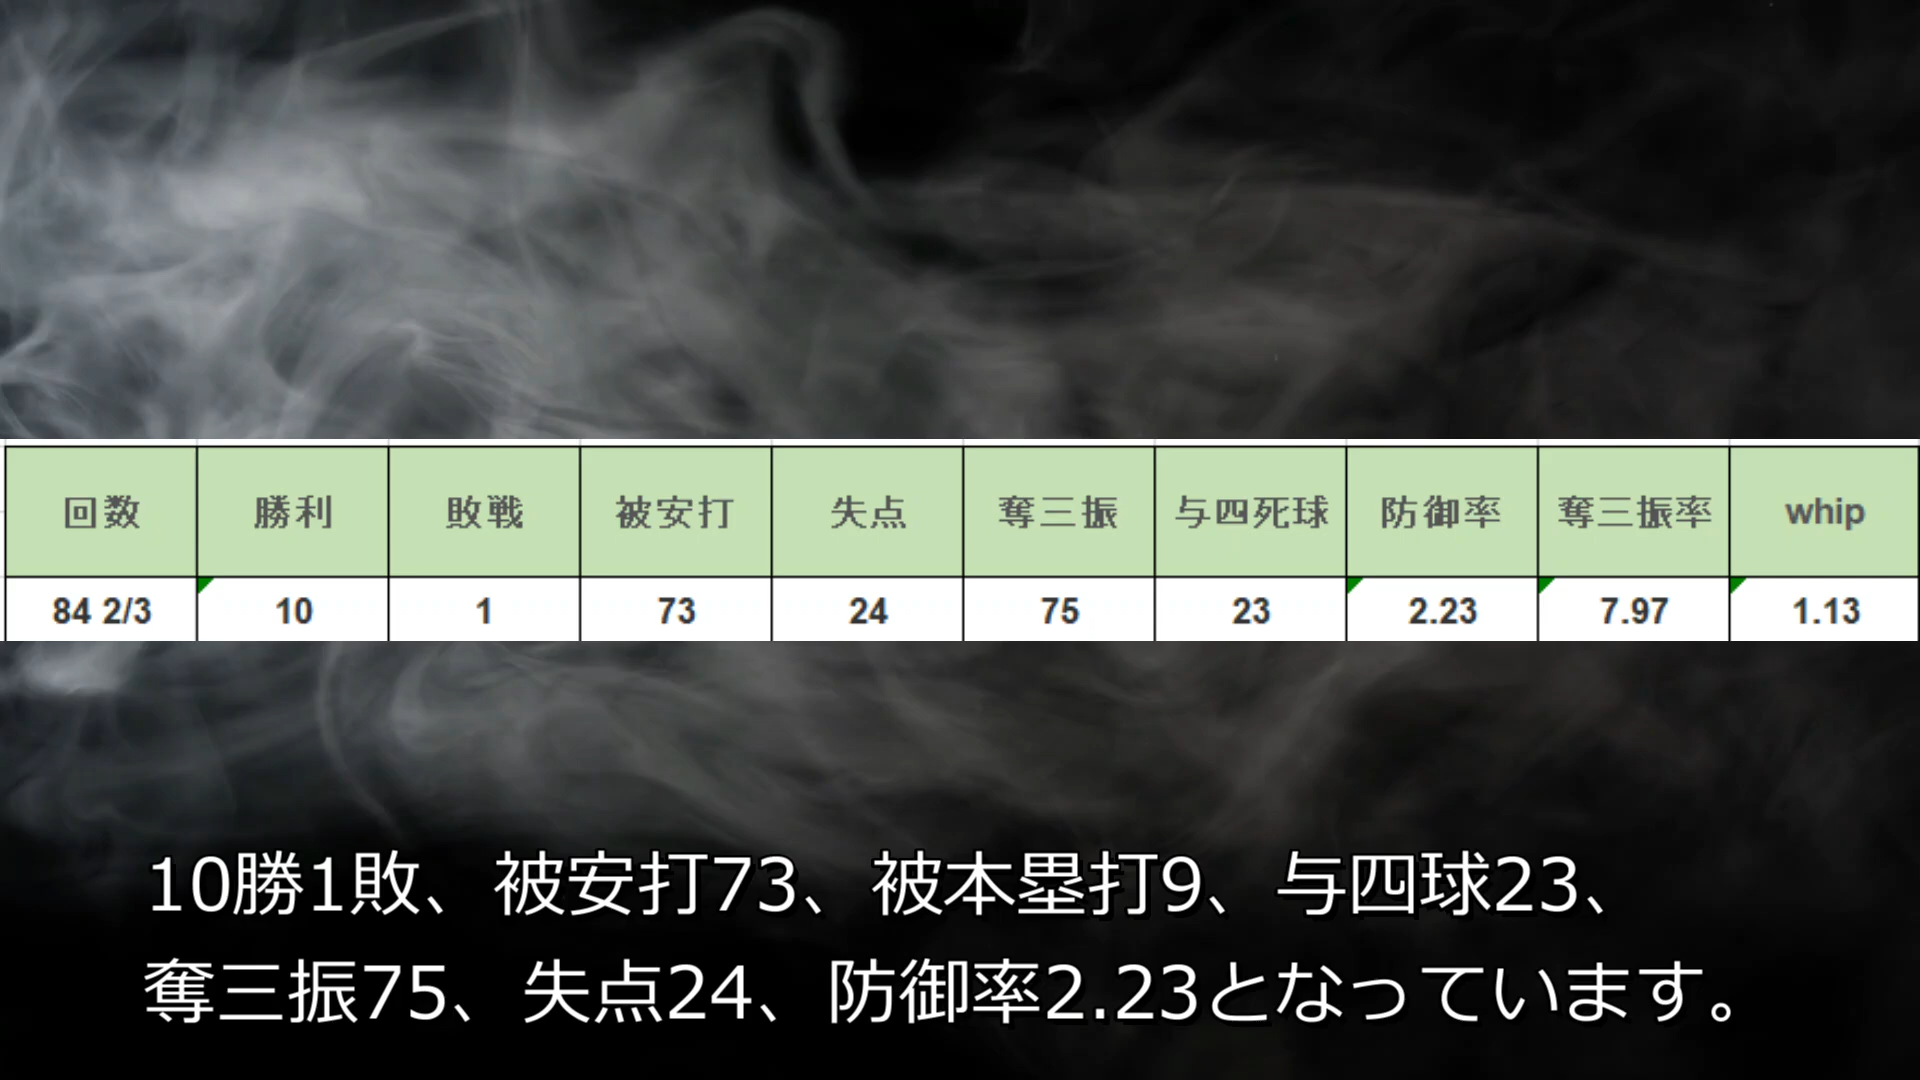 回数 勝利 敗戦 被安打 失点 奪三振 与四死球 防御率 奪三振率 whip
84 2/3 10 1 73 24 75 23 2.23 7.97 1.13
10勝1敗、被安打73、被本塁打9、与四球23、
奪三振75、失点24、防御率2.23となっています。